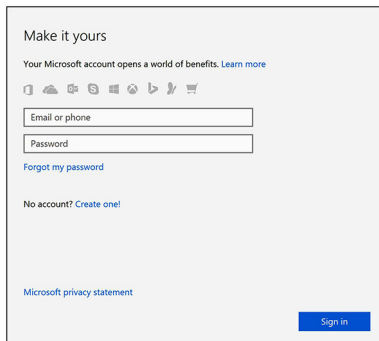 Make it yours
Your Microsoft account opens a world of benefits. Learn more
Email or phone
Password
Forgot my password
No account? Create one!
Microsoft privacy statement
Sign in